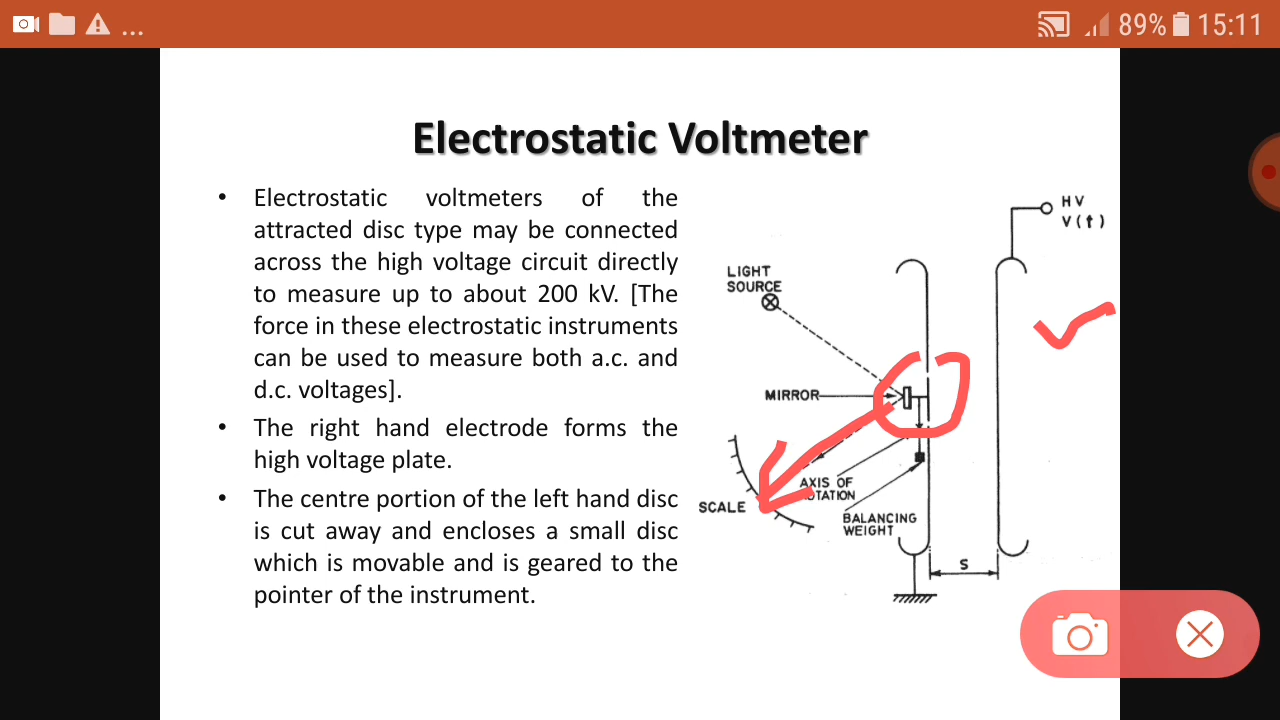 ... 89% 15:11
Electrostatic Voltmeter
• Electrostatic voltmeters of the
attracted disc type may be connected
across the high voltage circuit directly
to measure up to about 200 kV. [The
force in these electrostatic instruments
can be used to measure both a.c. and
d.c. voltages].
• The right hand electrode forms the
high voltage plate.
• The centre portion of the left hand disc
is cut away and encloses a small disc
which is movable and is geared to the
pointer of the instrument.
HV
V(t)
LIGHT
SOURCE
MIRROR
SCALE
AXIS OF
BALANCING
WEIGHT
S